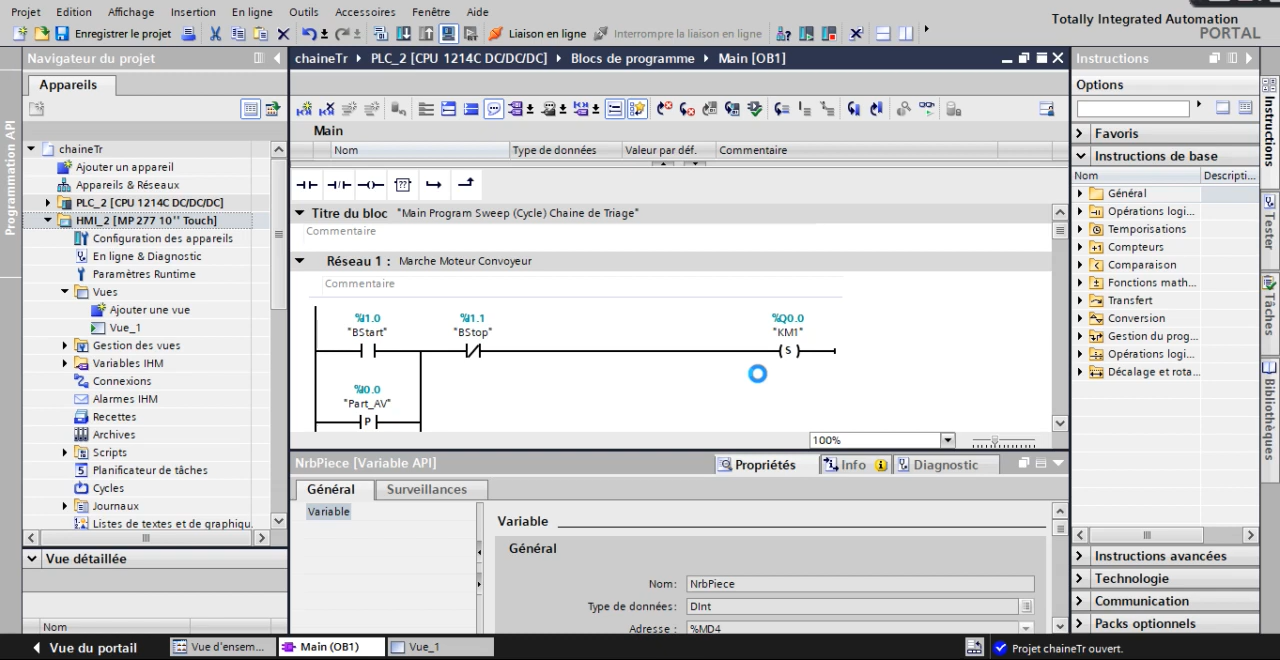 Projet Edition Affichage Insertion En ligne Outils Accessoires Fenêtre Aide
Totally Integrated Automation
PORTAL
Enregistrer le projet
Liaison en ligne
Interrompre la liaison en ligne
Navigateur du projet
Appareils
Programmation API
chaineTr
Ajouter un appareil
Appareils & Réseaux
PLC_2 [CPU 1214C DC/DC/DC]
HMI_2 [MP 277 10'' Touch]
Configuration des appareils
En ligne & Diagnostic
Paramètres Runtime
Vues
Ajouter une vue
Vue_1
Gestion des vues
Variables IHM
Connexions
Alarmes IHM
Recettes
Archives
Scripts
Planificateur de tâches
Cycles
Journaux
Listes de textes et de graphiqu.
Vue détaillée
Nom
chaineTr PLC_2 [CPU 1214C DC/DC/DC] Blocs de programme Main [OB1]
Main
Nom Type de données Valeur par déf. Commentaire
Titre du bloc "Main Program Sweep (Cycle) Chaine de Triage"
Commentaire
Réseau 1 : Marche Moteur Convoyeur
Commentaire
%I1.0 %I1.1 %Q0.0
"BStart" "BStop" "KM1"
S
%I0.0
"Part_AV"
P
100%
NrbPiece [Variable API]
Propriétés Info Diagnostic
Général Surveillances
Variable
Variable
Général
Nom: NrbPiece
Type de données: DInt
Adresse: %MD4
Instructions
Options
Favoris
Instructions de base
Nom Descripti...
Général
Opérations logi...
Temporisations
Compteurs
Comparaison
Fonctions math...
Transfert
Conversion
Gestion du prog...
Opérations logi...
Décalage et rota...
Instructions avancées
Technologie
Communication
Packs optionnels
Instructions
Tester
Tâches
Bibliothèques
Vue du portail Vue d'ensem... Main (OB1) Vue_1
Projet chaineTr ouvert.